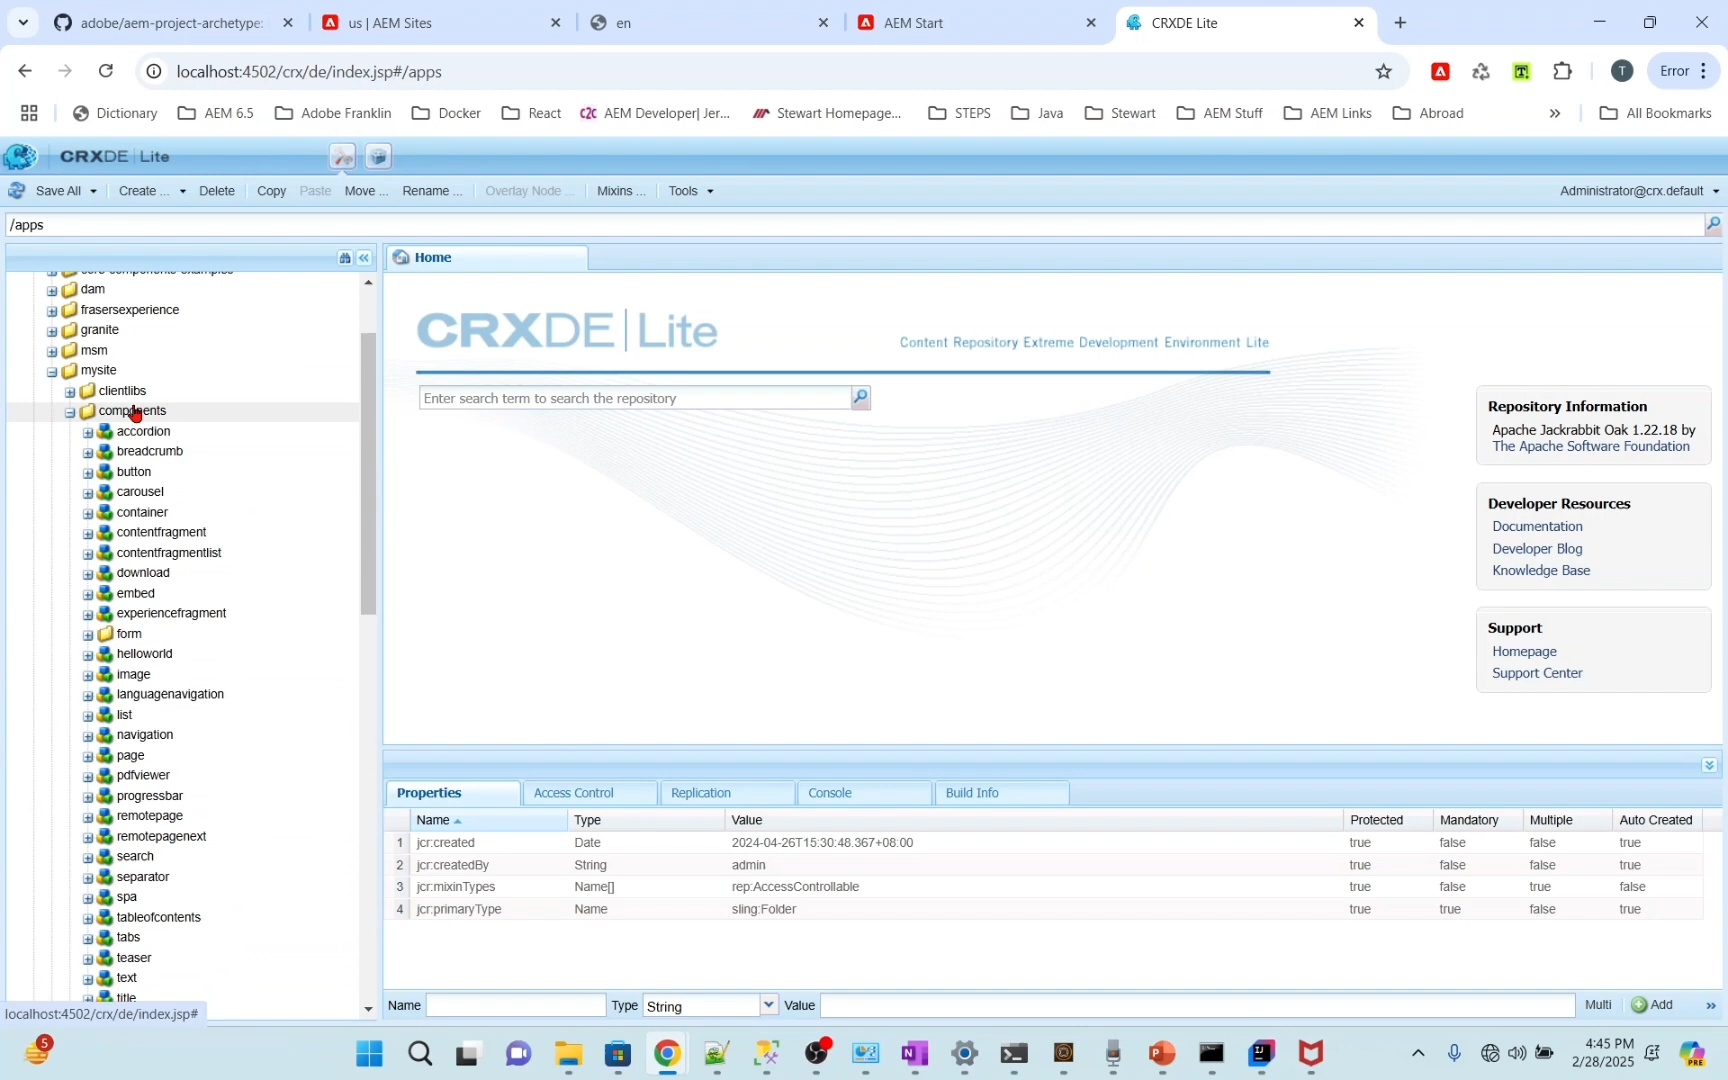 adobe/aem-project-archetype:
us | AEM Sites
en
AEM Start
CRXDE Lite
localhost:4502/crx/de/index.jsp#/apps
T
Error
Dictionary
AEM 6.5
Adobe Franklin
Docker
React
C2C AEM Developer| Jer...
Stewart Homepage...
STEPS
Java
Stewart
AEM Stuff
AEM Links
Abroad
»
All Bookmarks
CRXDE | Lite
Save All
Create ...
Delete
Copy
Paste
Move ...
Rename ...
Overlay Node ...
Mixins ...
Tools
Administrator@crx.default
/apps
Home
core-components-examples
dam
frasersexperience
granite
msm
mysite
clientlibs
components
accordion
breadcrumb
button
carousel
container
contentfragment
contentfragmentlist
download
embed
experiencefragment
form
helloworld
image
languagenavigation
list
navigation
page
pdfviewer
progressbar
remotepage
remotepagenext
search
separator
spa
tableofcontents
tabs
teaser
text
title
localhost:4502/crx/de/index.jsp#
CRXDE | Lite
Content Repository Extreme Development Environment Lite
Enter search term to search the repository
Repository Information
Apache Jackrabbit Oak 1.22.18 by
The Apache Software Foundation
Developer Resources
Documentation
Developer Blog
Knowledge Base
Support
Homepage
Support Center
Properties
Access Control
Replication
Console
Build Info
Name Type Value Protected Mandatory Multiple Auto Created
1 jcr:created Date 2024-04-26T15:30:48.367+08:00 true false false true
2 jcr:createdBy String admin true false false true
3 jcr:mixinTypes Name[] rep:AccessControllable true false true false
4 jcr:primaryType Name sling:Folder true true false true
Name Type String Value Multi Add »
5
4:45 PM
2/28/2025
PRE